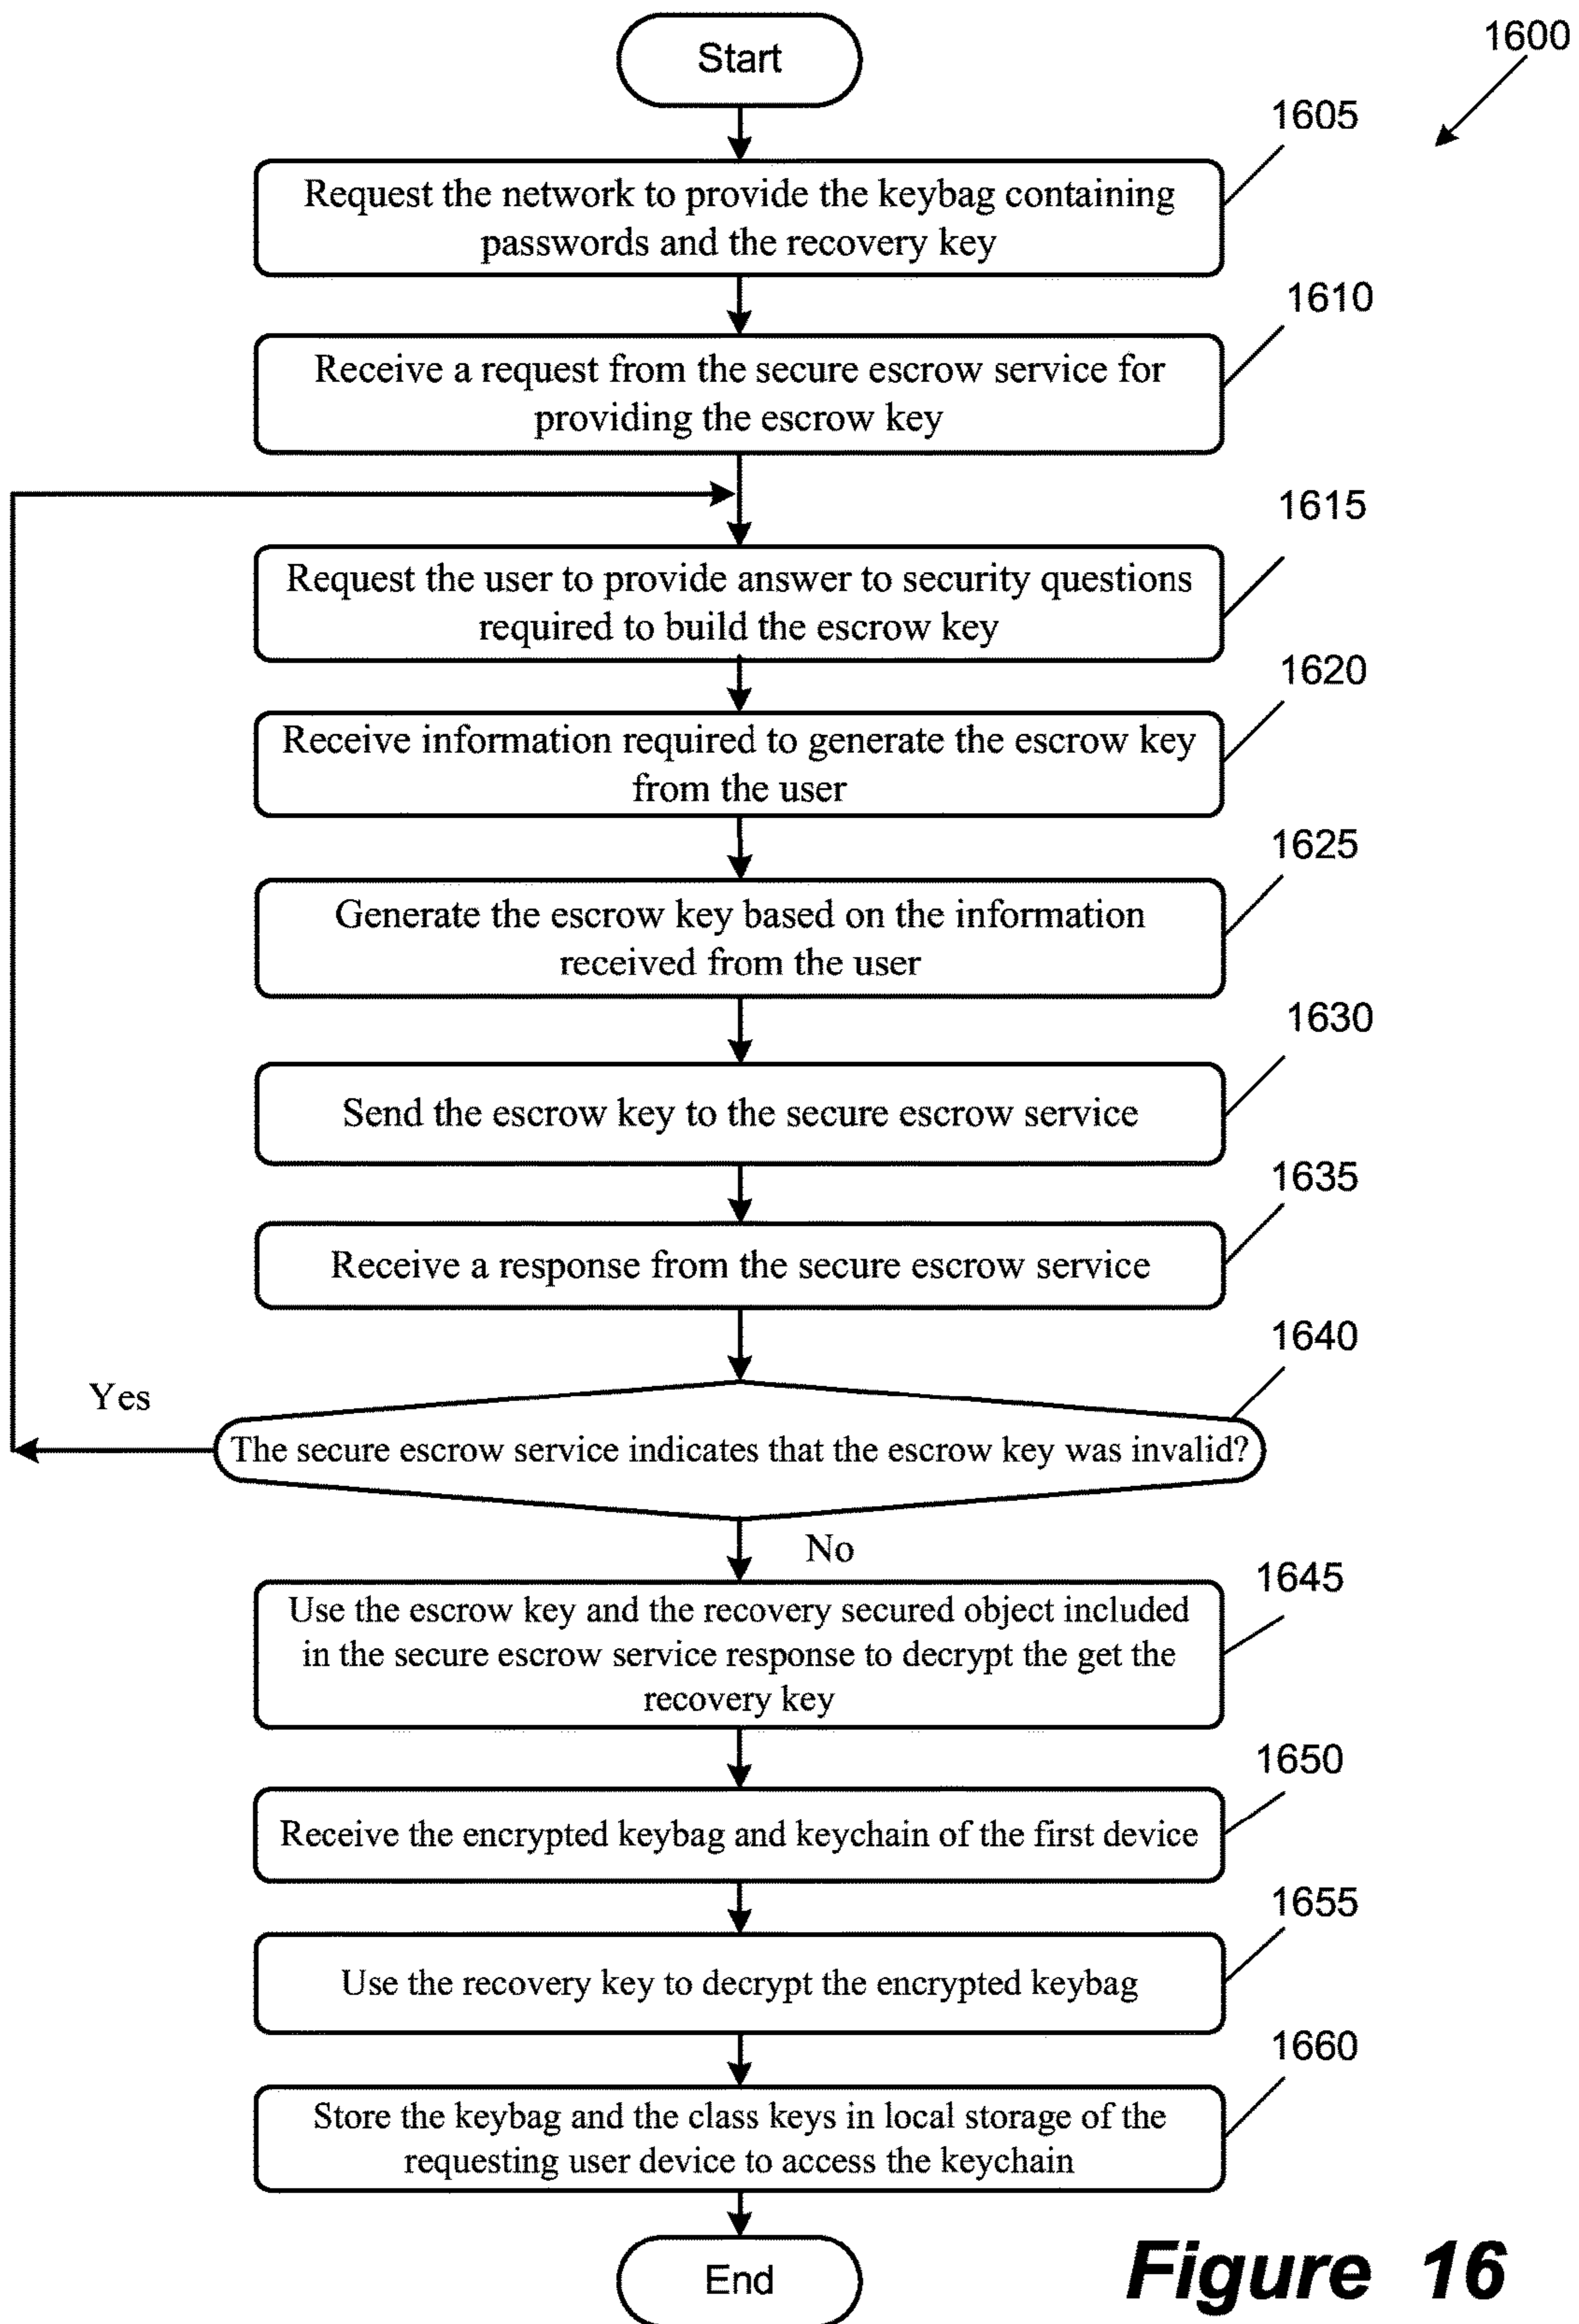 Start
1600
1605
Request the network to provide the keybag containing
passwords and the recovery key
1610
Receive a request from the secure escrow service for
providing the escrow key
1615
Request the user to provide answer to security questions
required to build the escrow key
1620
Receive information required to generate the escrow key
from the user
1625
Generate the escrow key based on the information
received from the user
1630
Send the escrow key to the secure escrow service
1635
Receive a response from the secure escrow service
1640
Yes
The secure escrow service indicates that the escrow key was invalid?
No
1645
Use the escrow key and the recovery secured object included
in the secure escrow service response to decrypt the get the
recovery key
1650
Receive the encrypted keybag and keychain of the first device
1655
Use the recovery key to decrypt the encrypted keybag
1660
Store the keybag and the class keys in local storage of the
requesting user device to access the keychain
End
Figure 16